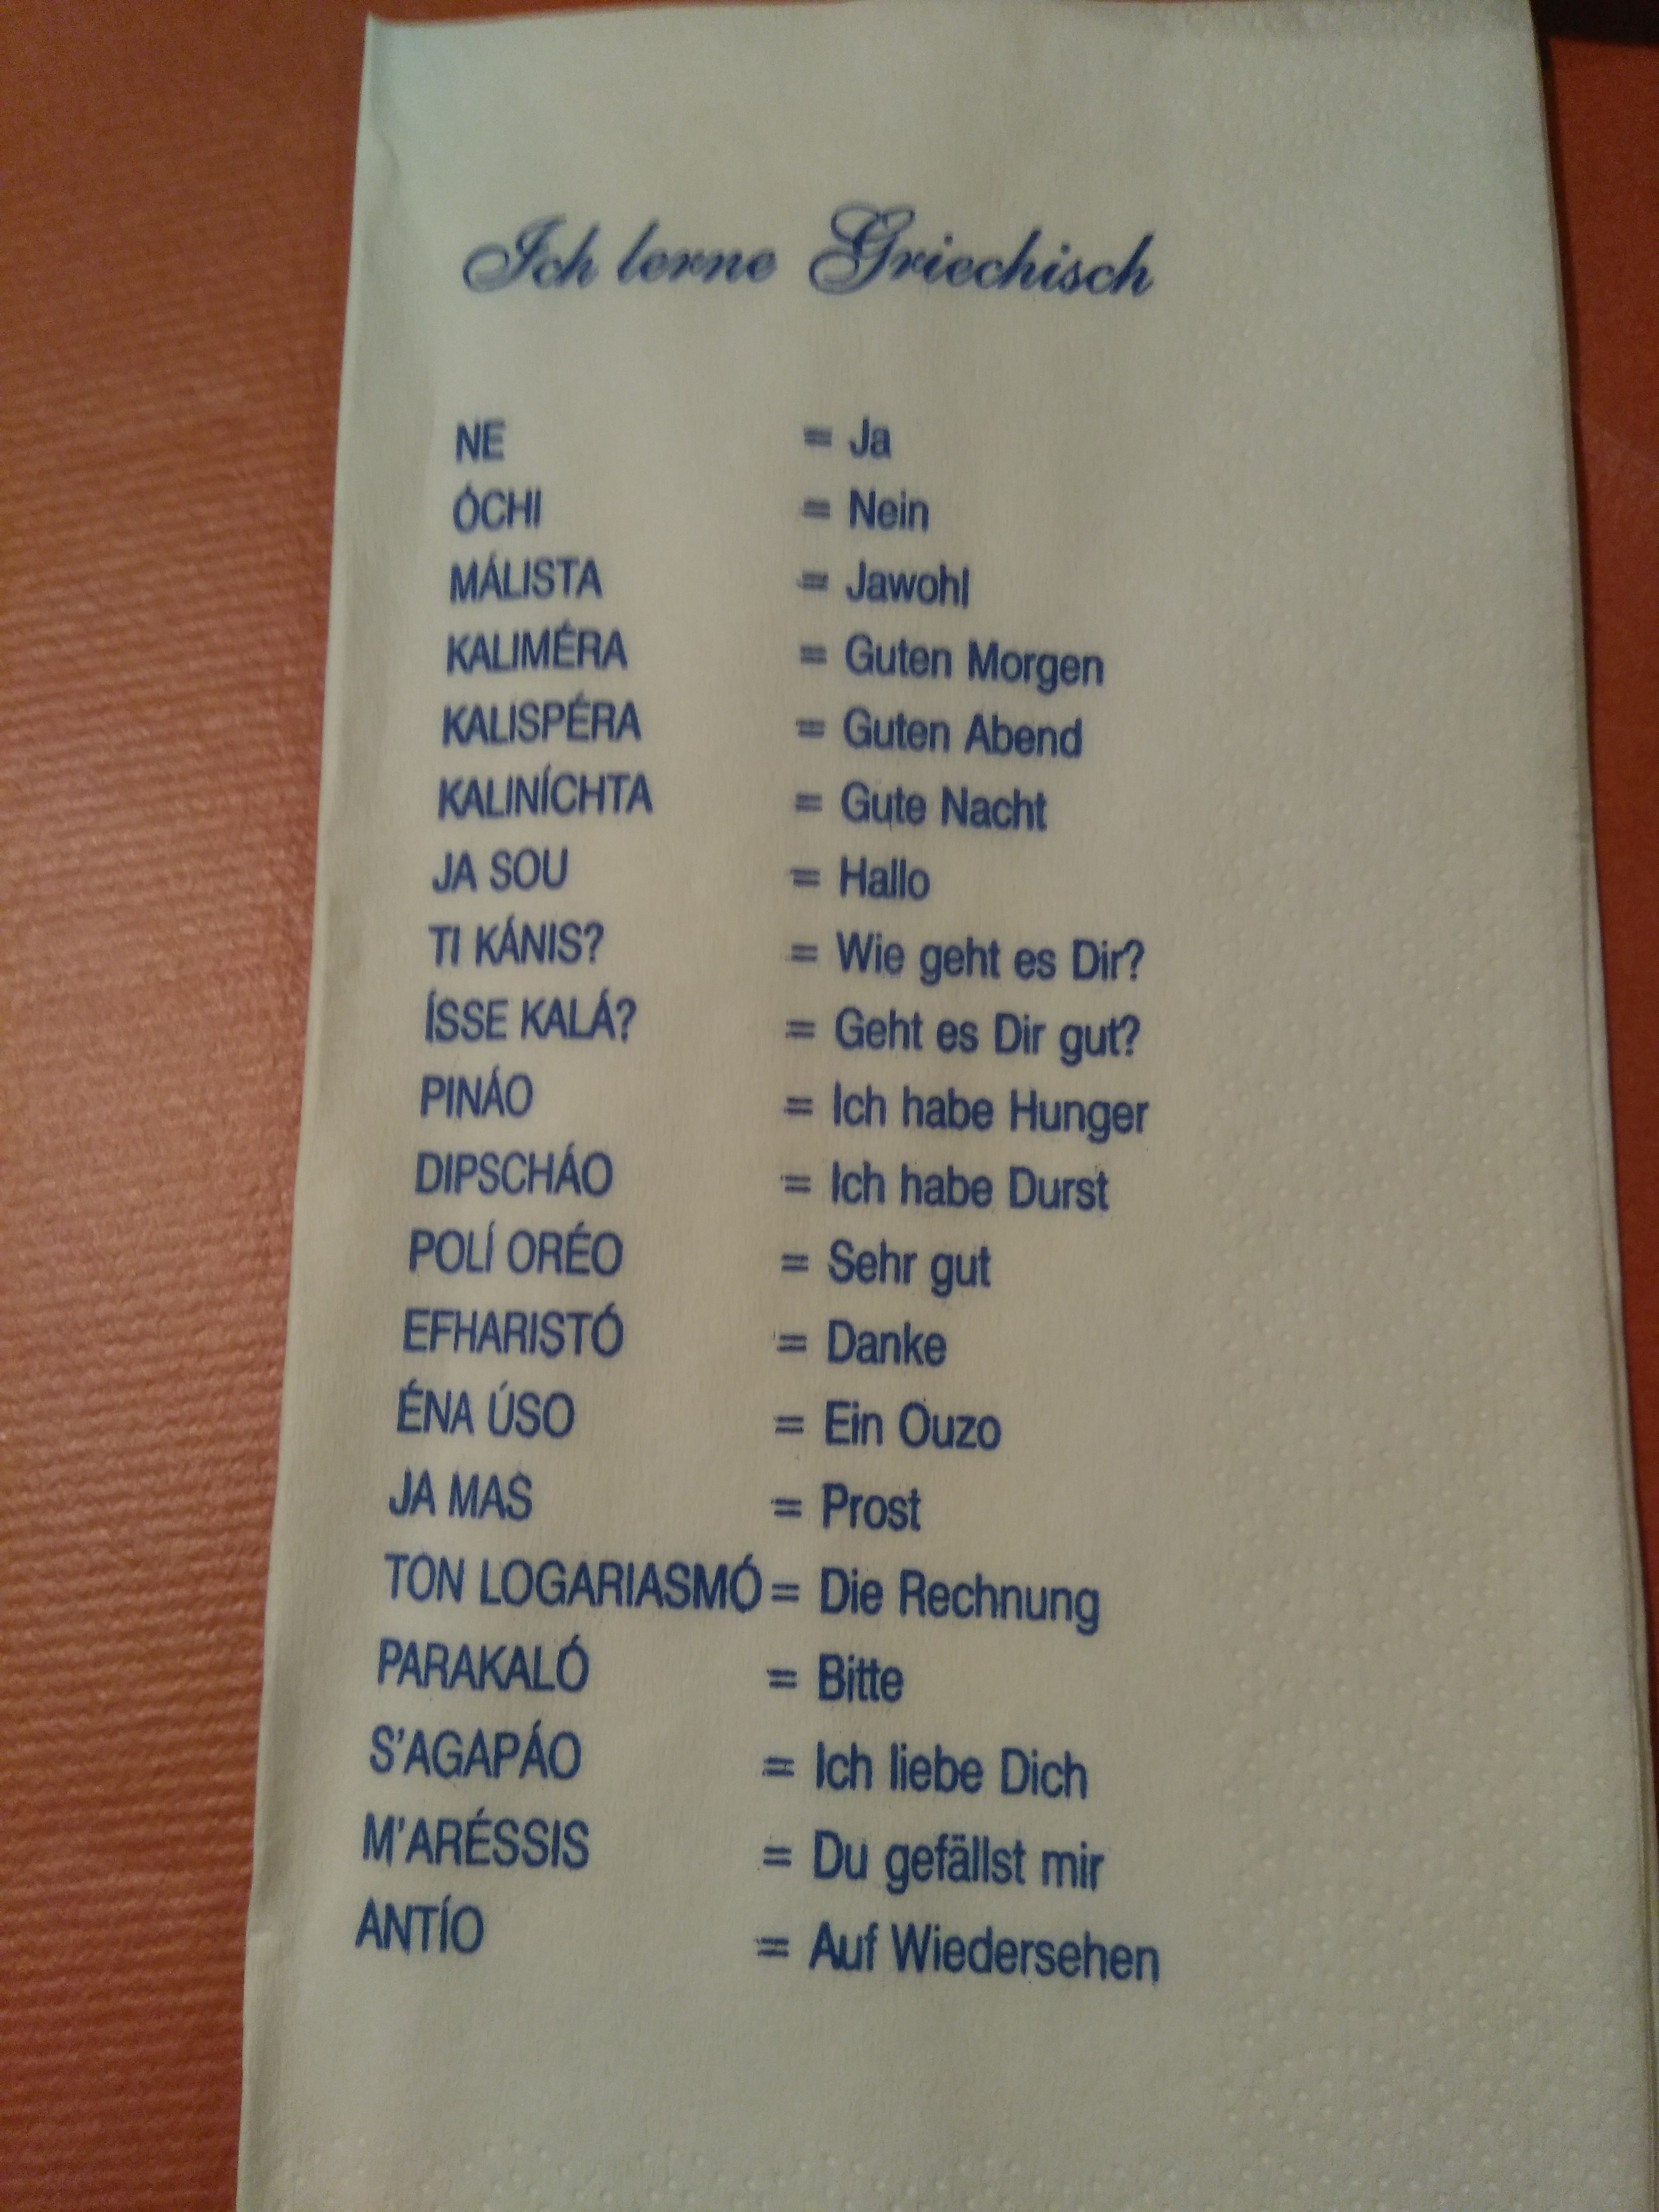 Ich lerne Griechisch
NE = Ja
ÓCHI = Nein
MÁLISTA = Jawohl
KALIMÉRA = Guten Morgen
KALISPÉRA = Guten Abend
KALINÍCHTA = Gute Nacht
JA SOU = Hallo
TI KÁNIS? = Wie geht es Dir?
ÍSSE KALÁ? = Geht es Dir gut?
PINÁO = Ich habe Hunger
DIPSCHÁO = Ich habe Durst
POLÍ ORÉO = Sehr gut
EFHARISTÓ = Danke
ÉNA ÚSO = Ein Ouzo
JA MAS = Prost
TON LOGARIASMÓ = Die Rechnung
PARAKALÓ = Bitte
S'AGAPÁO = Ich liebe Dich
M'ARÉSSIS = Du gefällst mir
ANTÍO = Auf Wiedersehen